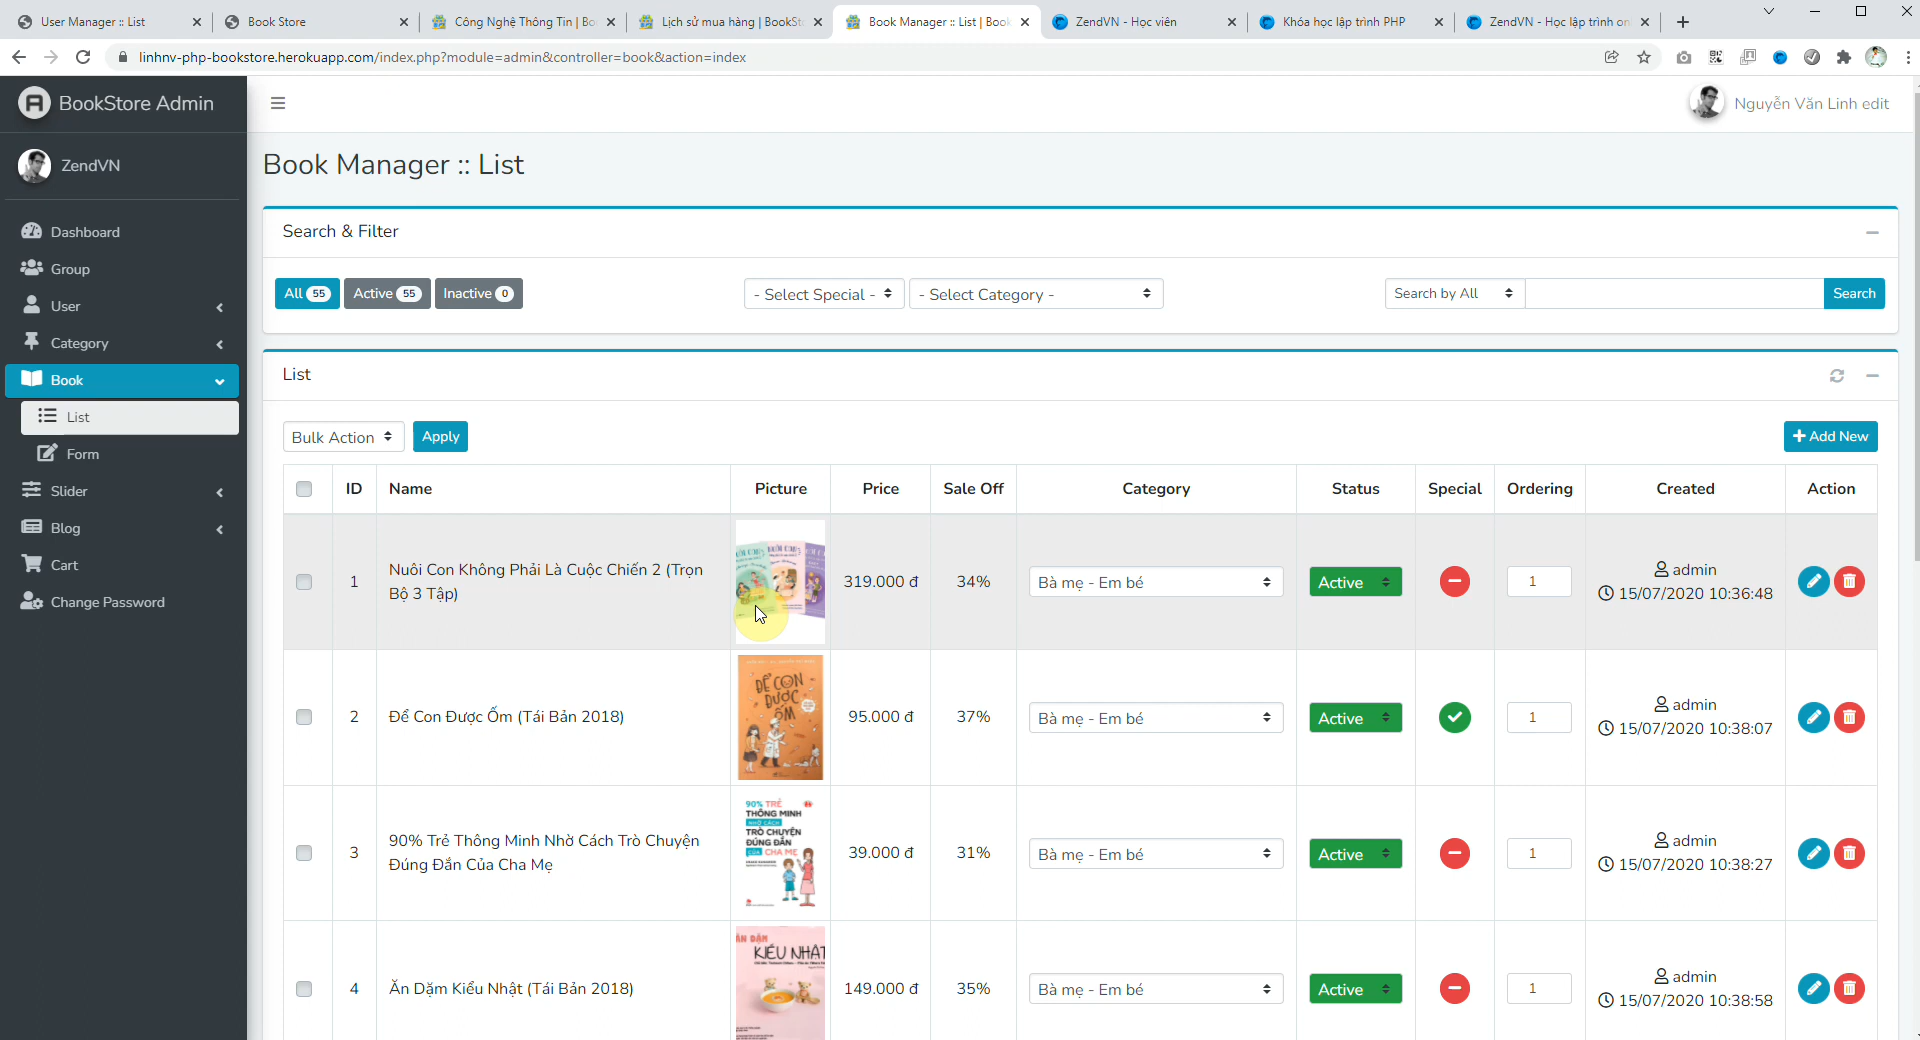 User Manager :: List
Book Store
Công Nghệ Thông Tin | Bo
Lịch sử mua hàng | BookSto
Book Manager :: List | Book
ZendVN - Học viên
Khóa học lập trình PHP
ZendVN - Học lập trình on
linhnv-php-bookstore.herokuapp.com/index.php?module=admin&controller=book&action=index
BookStore Admin
Nguyễn Văn Linh edit
ZendVN
Dashboard
Group
User
Category
Book
List
Form
Slider
Blog
Cart
Change Password
Book Manager :: List
Search & Filter
All 55
Active 55
Inactive 0
- Select Special -
- Select Category -
Search by All
Search
List
Bulk Action
Apply
Add New
ID Name Picture Price Sale Off Category Status Special Ordering Created Action
1 Nuôi Con Không Phải Là Cuộc Chiến 2 (Trọn Bộ 3 Tập) 319.000 đ 34% Bà mẹ - Em bé Active 1 admin 15/07/2020 10:36:48
2 Để Con Được Ốm (Tái Bản 2018) 95.000 đ 37% Bà mẹ - Em bé Active 1 admin 15/07/2020 10:38:07
ĐỂ CON
ĐƯỢC
ỐM
3 90% Trẻ Thông Minh Nhờ Cách Trò Chuyện Đúng Đắn Của Cha Mẹ 39.000 đ 31% Bà mẹ - Em bé Active 1 admin 15/07/2020 10:38:27
90% TRẺ
THÔNG MINH
NHỜ CÁCH
TRÒ CHUYỆN
ĐÚNG ĐẮN
CỦA CHA MẸ
4 Ăn Dặm Kiểu Nhật (Tái Bản 2018) 149.000 đ 35% Bà mẹ - Em bé Active 1 admin 15/07/2020 10:38:58
ĂN DẶM
KIỂU NHẬT